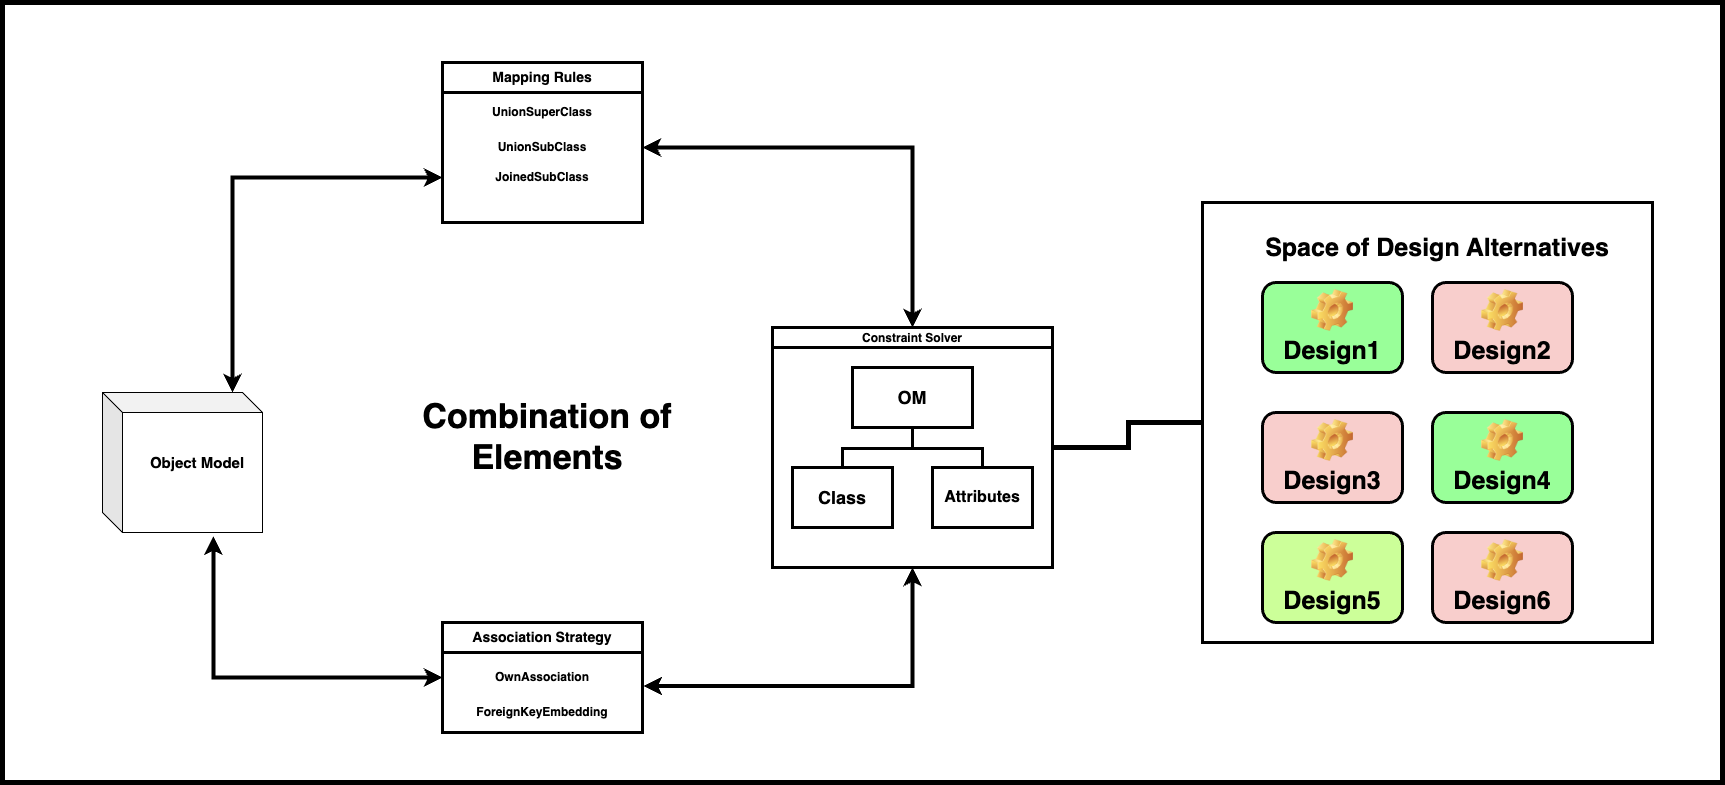 Mapping Rules
UnionSuperClass
UnionSubClass
JoinedSubClass
Object Model
Combination of
Elements
Association Strategy
OwnAssociation
ForeignKeyEmbedding
Constraint Solver
OM
Class
Attributes
Space of Design Alternatives
Design1
Design2
Design3
Design4
Design5
Design6